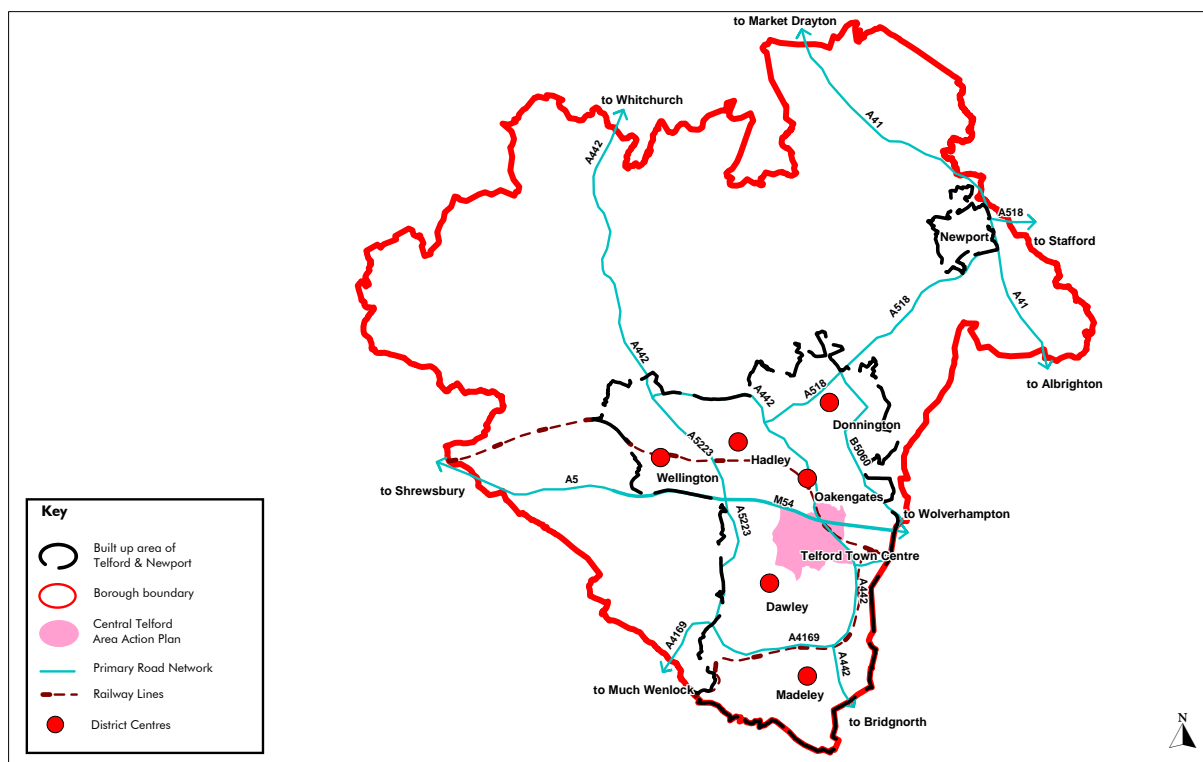 to Market Drayton
to Whitchurch
A41
A442
A518
Newport
to Stafford
A518
A41
A442
to Albrighton
A442
A518
Donnington
A5223
Hadley
B5060
Wellington
A5
to Shrewsbury
Oakengates
M54
A5223
to Wolverhampton
Telford Town Centre
A442
Dawley
A4169
A4169
A442
to Much Wenlock
Madeley
to Bridgnorth
Key
Built up area of
Telford & Newport
Borough boundary
Central Telford
Area Action Plan
Primary Road Network
Railway Lines
District Centres
N